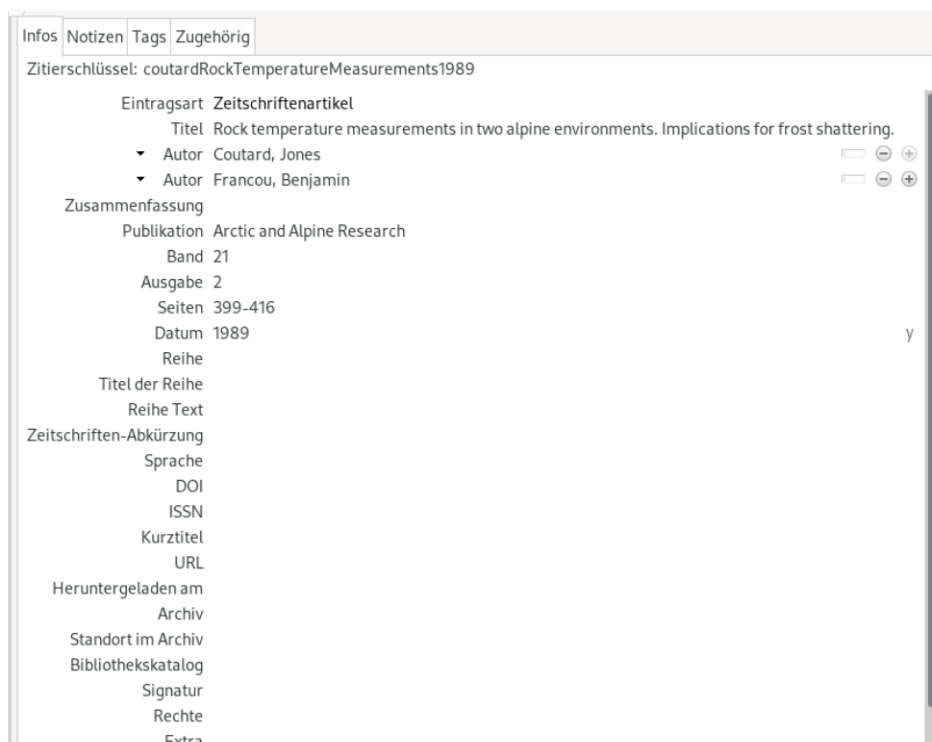 Infos Notizen Tags Zugehörig
Zitierschlüssel: coutardRockTemperatureMeasurements1989
Eintragsart Zeitschriftenartikel
Titel Rock temperature measurements in two alpine environments. Implications for frost shattering.
Autor Coutard, Jones
Autor Francou, Benjamin
Zusammenfassung
Publikation Arctic and Alpine Research
Band 21
Ausgabe 2
Seiten 399-416
Datum 1989 y
Reihe
Titel der Reihe
Reihe Text
Zeitschriften-Abkürzung
Sprache
DOI
ISSN
Kurztitel
URL
Heruntergeladen am
Archiv
Standort im Archiv
Bibliothekskatalog
Signatur
Rechte
Extra